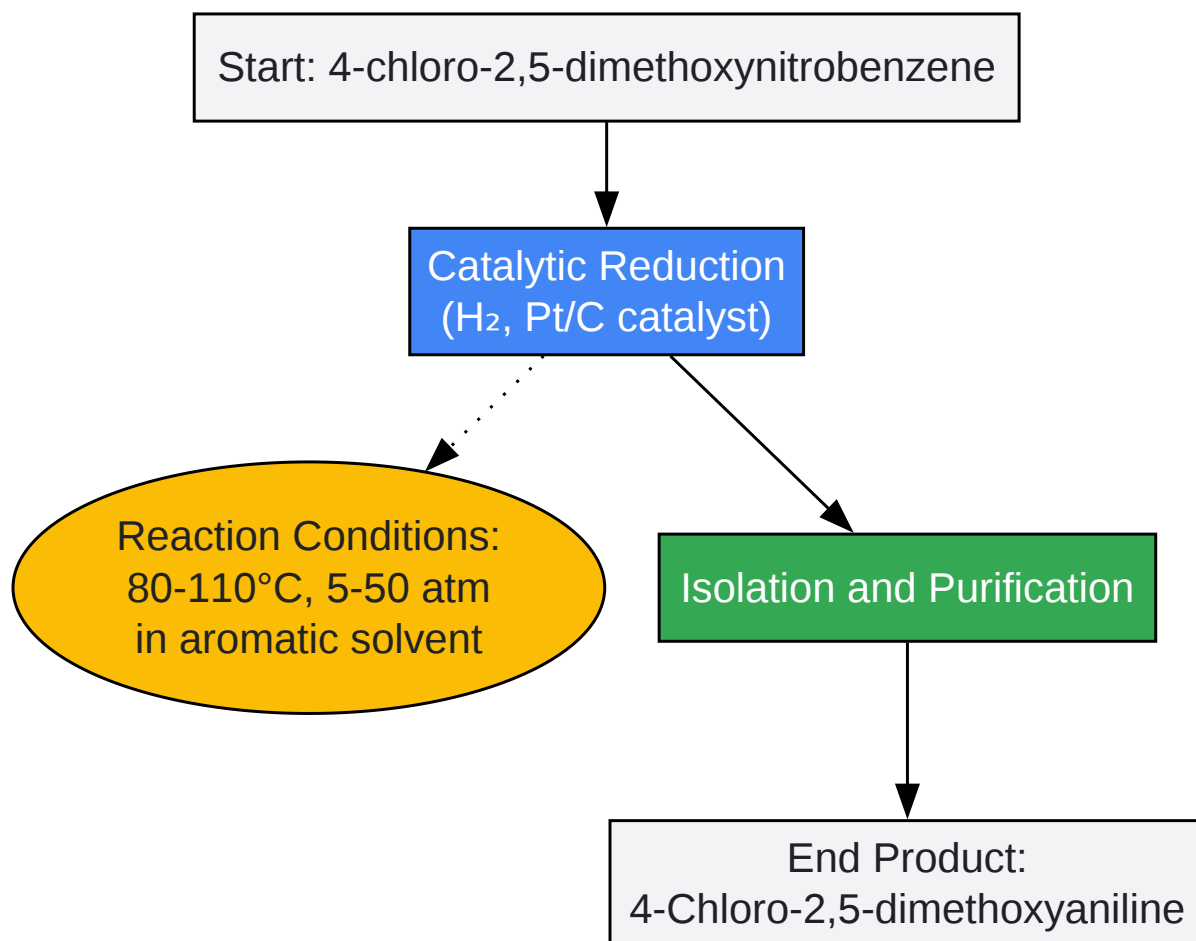 Start: 4-chloro-2,5-dimethoxynitrobenzene
Catalytic Reduction
(H₂, Pt/C catalyst)
Reaction Conditions:
80-110°C, 5-50 atm
in aromatic solvent
Isolation and Purification
End Product:
4-Chloro-2,5-dimethoxyaniline